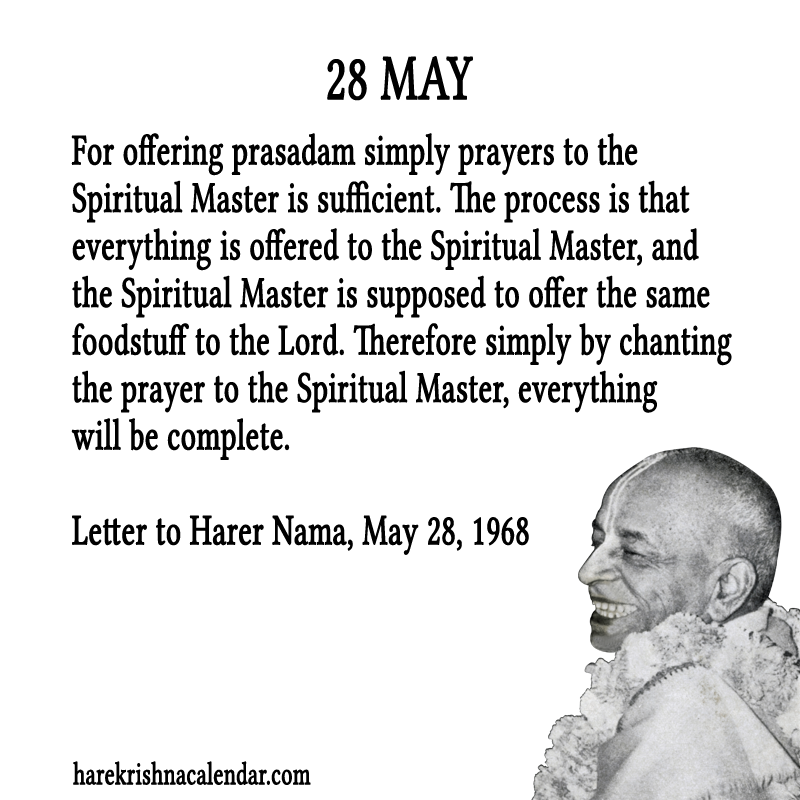 28 MAY
For offering prasadam simply prayers to the
Spiritual Master is sufficient. The process is that
everything is offered to the Spiritual Master, and
the Spiritual Master is supposed to offer the same
foodstuff to the Lord. Therefore simply by chanting
the prayer to the Spiritual Master, everything
will be complete.
Letter to Harer Nama, May 28, 1968
harekrishnacalendar.com